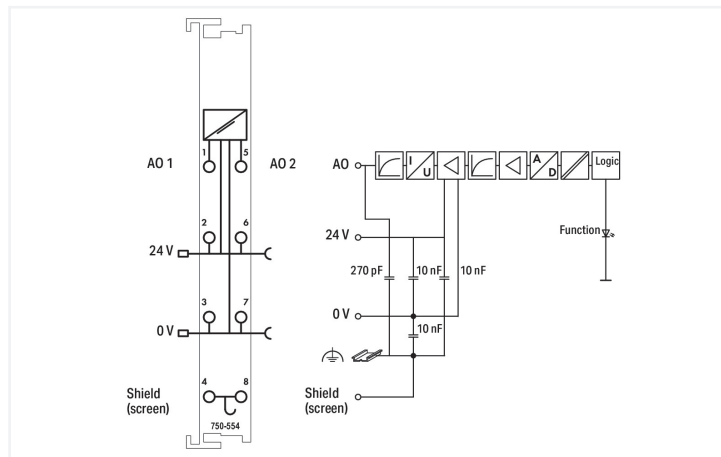 1
5
AO 1
AO 2
2
6
24 V
3
7
0 V
4
8
Shield
(screen)
750-554
AO
I
U
A
D
Logic
24 V
Function
270 pF
10 nF
10 nF
0 V
10 nF
Shield
(screen)